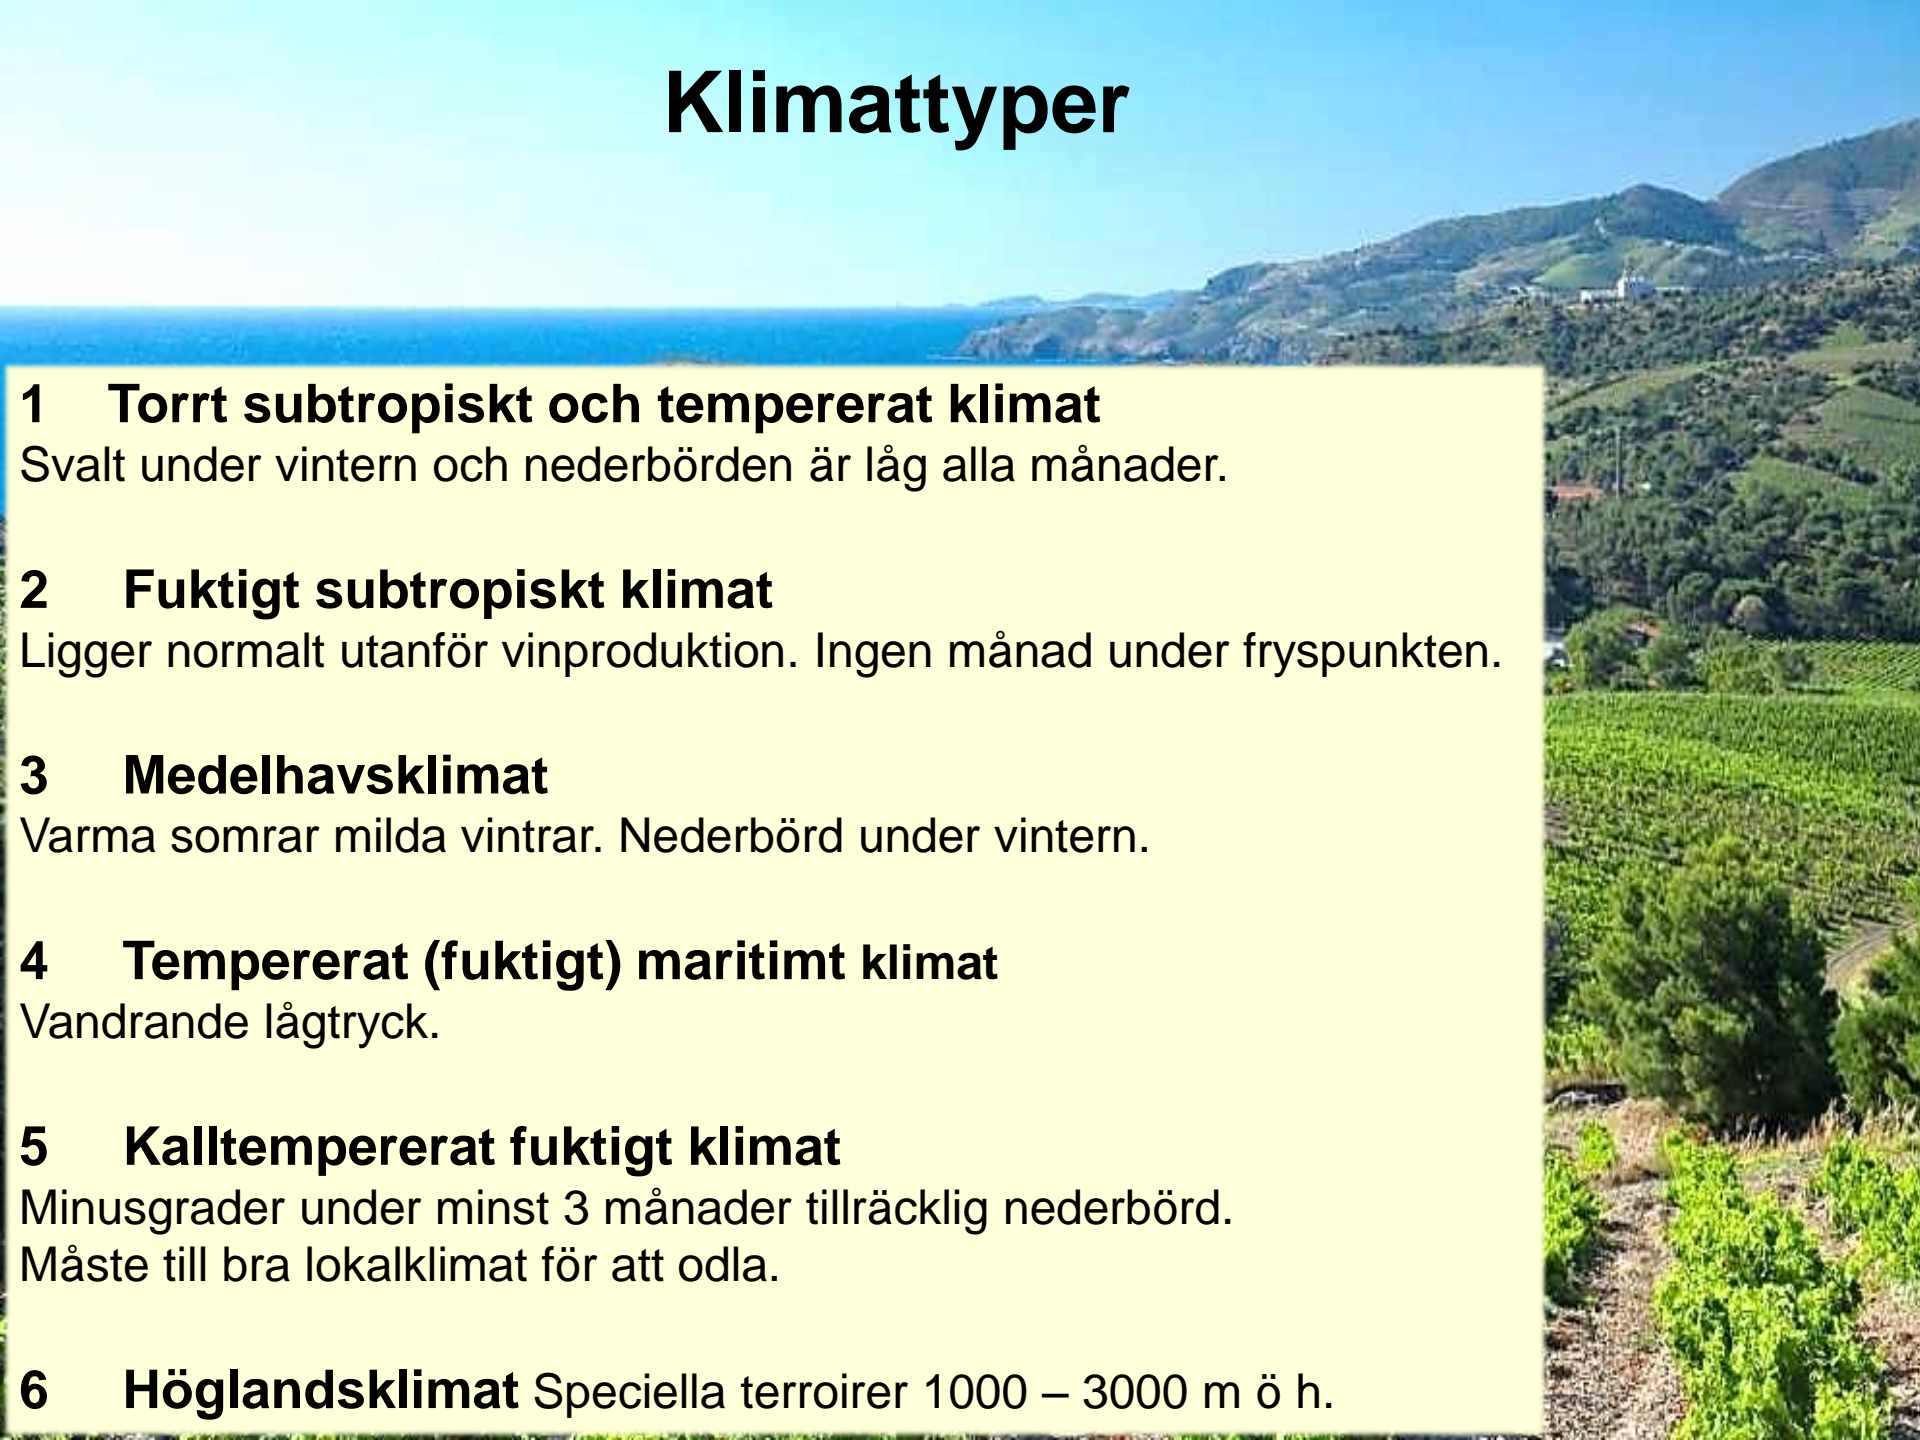 Klimattyper
1 Torrt subtropiskt och tempererat klimat
Svalt under vintern och nederbörden är låg alla månader.
2 Fuktigt subtropiskt klimat
Ligger normalt utanför vinproduktion. Ingen månad under fryspunkten.
3 Medelhavsklimat
Varma somrar milda vintrar. Nederbörd under vintern.
4 Tempererat (fuktigt) maritimt klimat
Vandrande lågtryck.
5 Kalltempererat fuktigt klimat
Minusgrader under minst 3 månader tillräcklig nederbörd.
Måste till bra lokalklimat för att odla.
6 Höglandsklimat Speciella terroirer 1000 – 3000 m ö h.